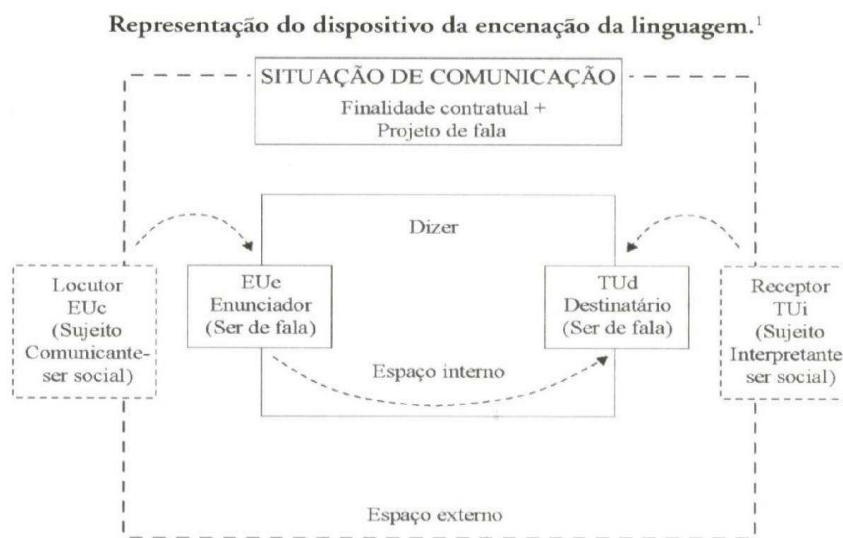 Representação do dispositivo da encenação da linguagem.¹
SITUAÇÃO DE COMUNICAÇÃO
Finalidade contratual +
Projeto de fala
Dizer
Locutor
EUc
(Sujeito
Comunicante-
ser social)
EUe
Enunciador
(Ser de fala)
TUd
Destinatário
(Ser de fala)
Receptor
TUi
(Sujeito
Interpretante
ser social)
Espaço interno
Espaço externo